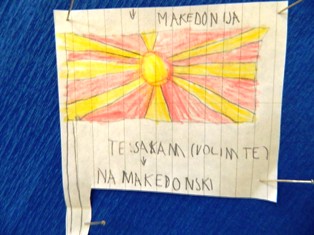 MAKEDONIJA
TE SAKAM (VOLIM TE)
NA MAKEDONSKI